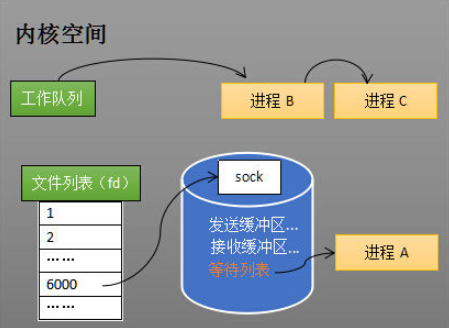 内核空间
工作队列
进程 B
进程 C
文件列表（fd）
1
2
……
6000
……
sock
发送缓冲区...
接收缓冲区...
等待列表
进程 A